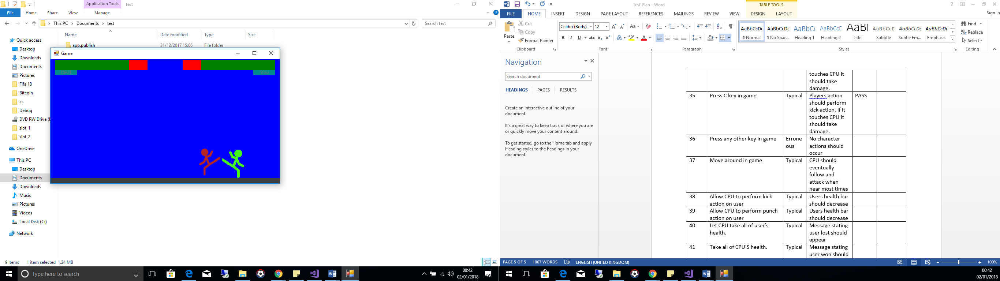 Application Tools
test
File
Home
Share
View
Manage
This PC
Documents
test
Search test
Name
Date modified
Type
Size
app.publish
31/12/2017 15:06
File folder
Quick access
Desktop
Downloads
Documents
Pictures
Fifa 18
Bitcoin
cs
Debug
DVD RW Drive (
slot_1
slot_2
OneDrive
This PC
Desktop
Documents
Downloads
Music
Pictures
Videos
Local Disk (C:)
Network
Game
CPU
You
9 items
1 item selected 1.24 MB
Type here to search
00:42
02/01/2018
Test Plan - Word
TABLE TOOLS
Sign in
FILE
HOME
INSERT
DESIGN
PAGE LAYOUT
REFERENCES
MAILINGS
REVIEW
VIEW
DESIGN
LAYOUT
Paste
Cut
Copy
Format Painter
Clipboard
Calibri (Body)
12
Font
Paragraph
AaBbCcDc
¶ Normal
AaBbCcDc
¶ No Spac...
AaBbCc
Heading 1
AaBbCcD
Heading 2
AaB
Title
AaBbCcD
Subtitle
AaBbCcDc
Subtle Em...
AaBbCcDc
Emphasis
Styles
Find
Replace
Select
Editing
Navigation
Search document
HEADINGS
PAGES
RESULTS
Create an interactive outline of your
document.
It's a great way to keep track of where you are
or quickly move your content around.
To get started, go to the Home tab and apply
Heading styles to the headings in your
document.
touches CPU it
should take
damage.
35
Press C key in game
Typical
Players action
should perform
kick action. If it
touches CPU it
should take
damage.
PASS
36
Press any other key in game
Errone
ous
No character
actions should
occur
37
Move around in game
Typical
CPU should
eventually
follow and
attack when
near most times
38
Allow CPU to perform kick
action on user
Typical
Users health bar
should decrease
39
Allow CPU to perform punch
action on user
Typical
Users health bar
should decrease
40
Let CPU take all of user's
health.
Typical
Message stating
user lost should
appear
41
Take all of CPU'S health.
Typical
Message stating
user won should
PAGE 5 OF 5
1067 WORDS
ENGLISH (UNITED KINGDOM)
100%
00:42
02/01/2018